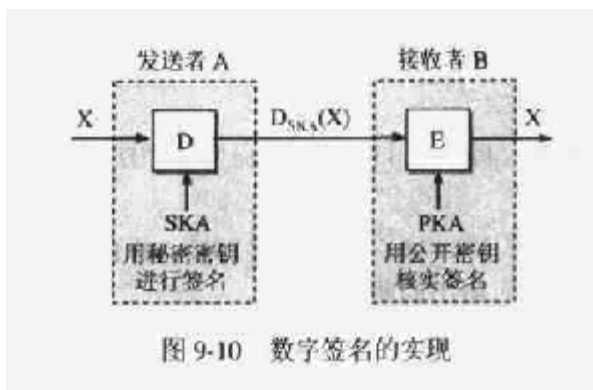 发送者 A
接收者 B
X
D
D_SKA(X)
E
X
SKA
用秘密密钥
进行签名
PKA
用公开密钥
核实签名
图 9-10 数字签名的实现